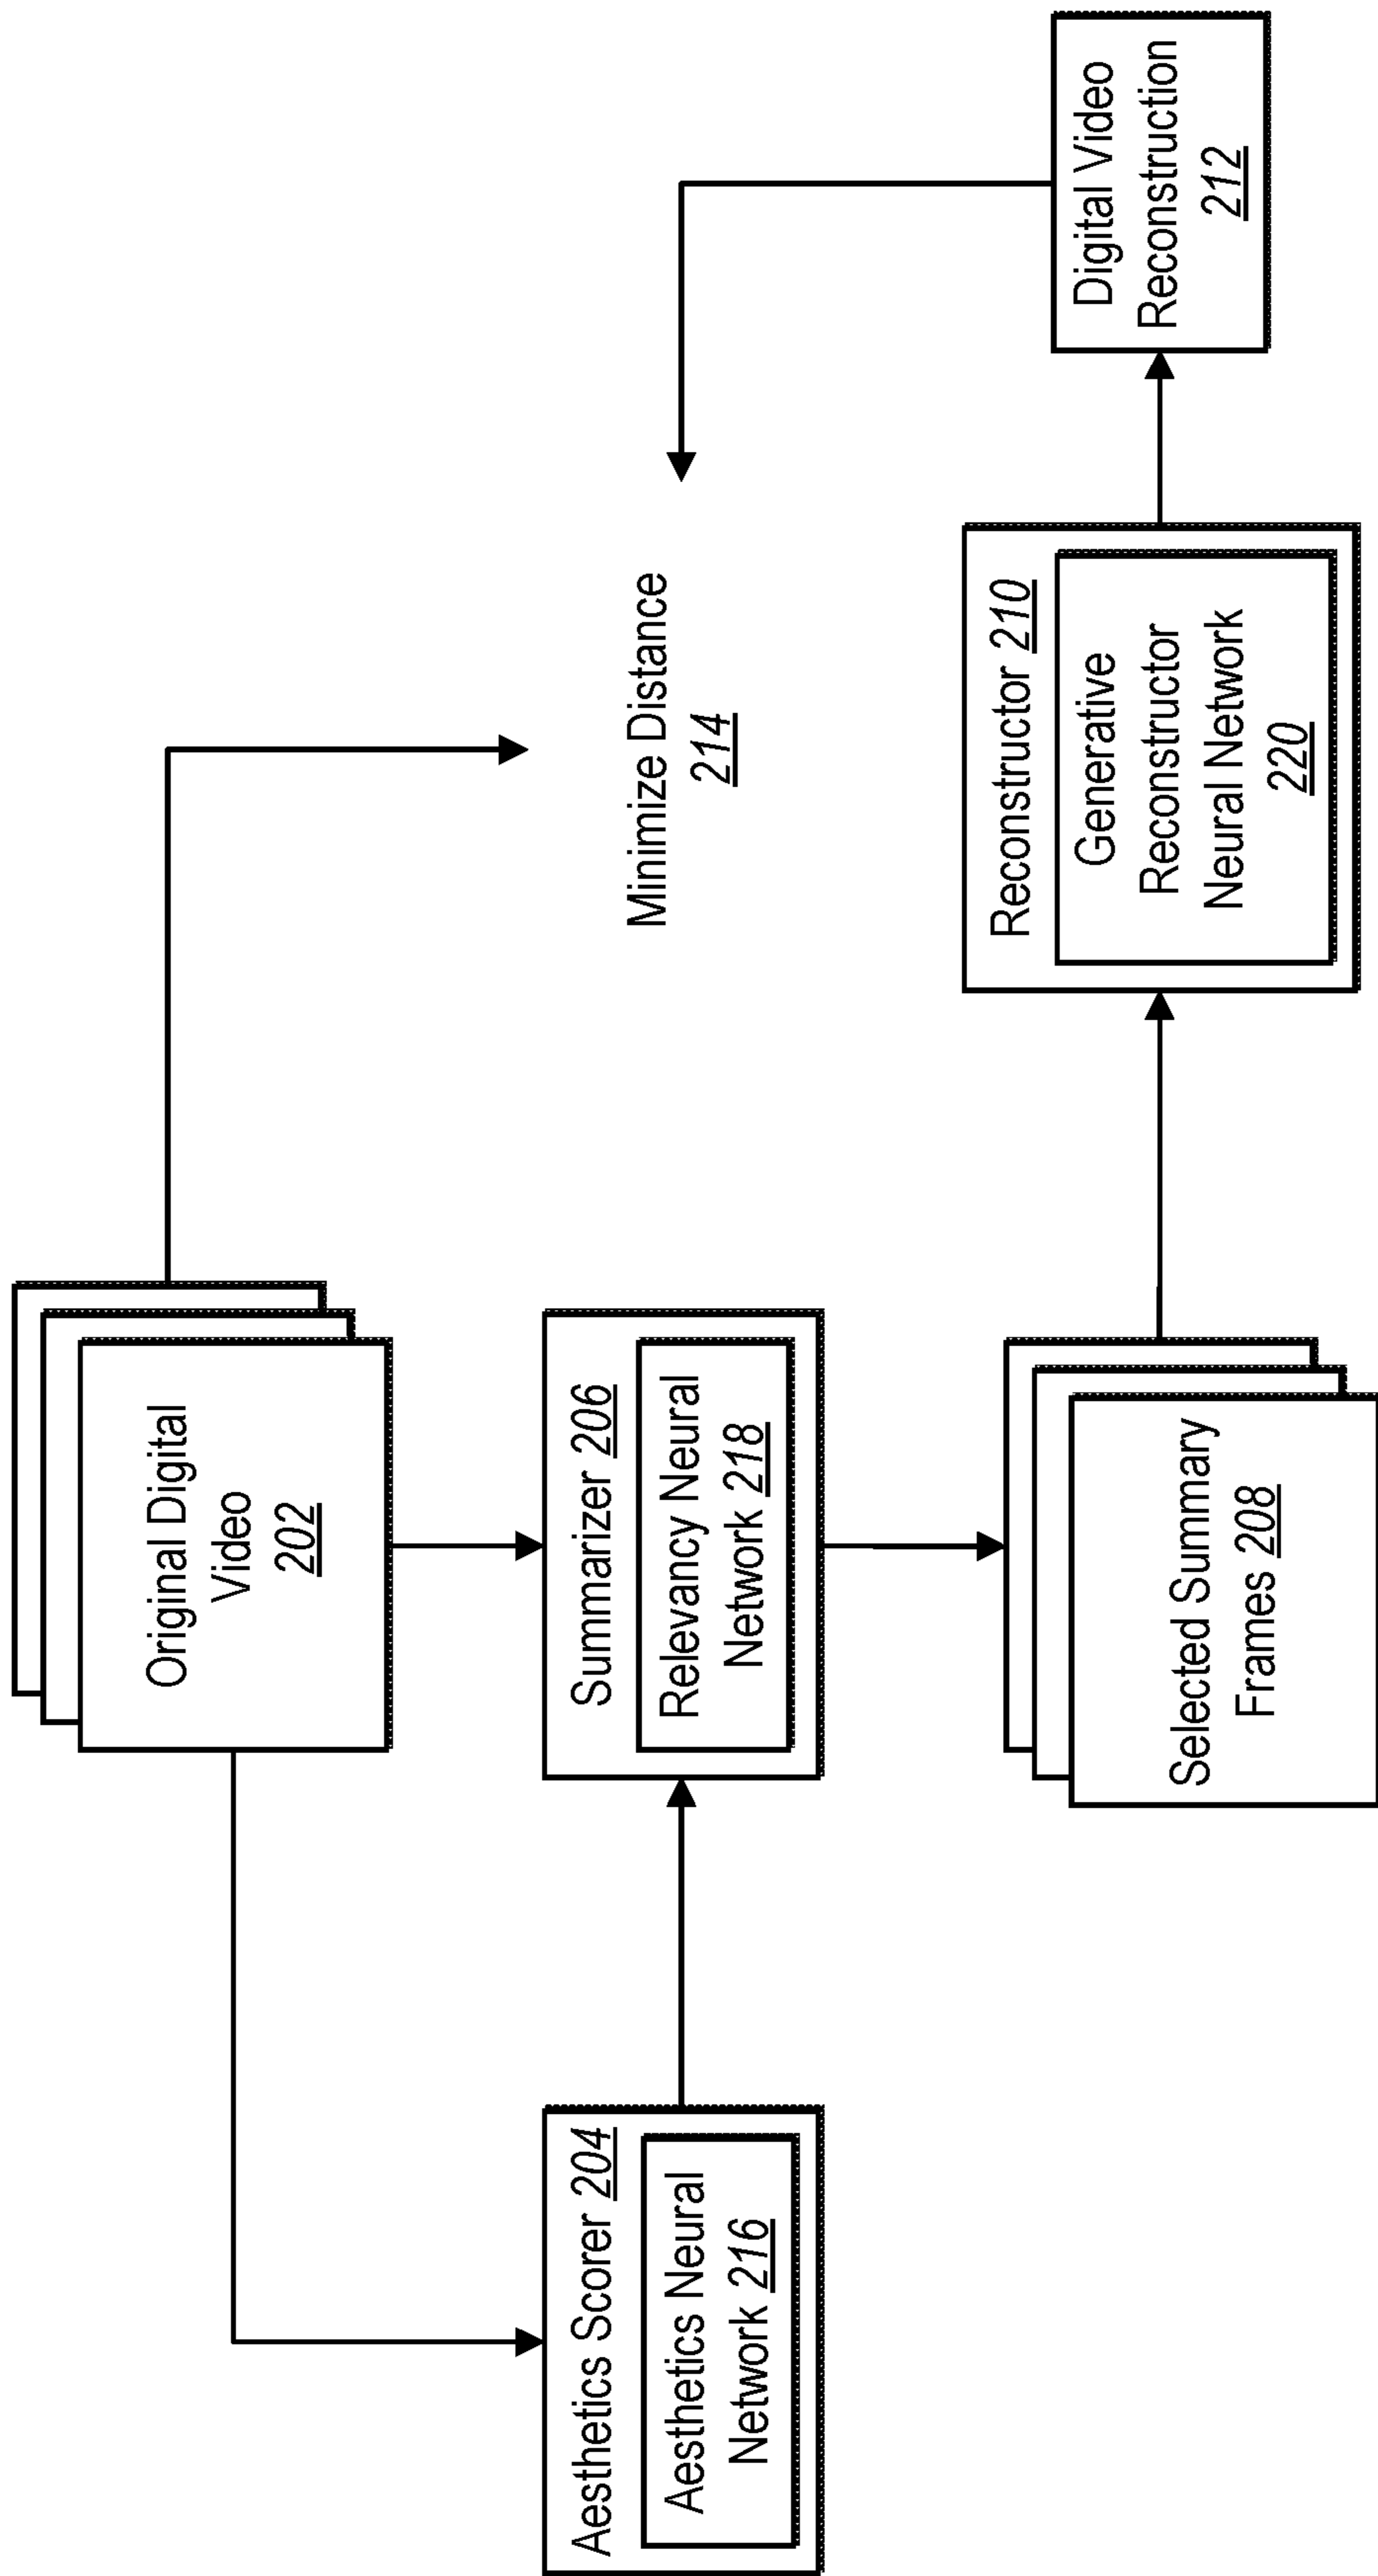 Original Digital
Video
202
Aesthetics Scorer 204
Aesthetics Neural
Network 216
Summarizer 206
Relevancy Neural
Network 218
Minimize Distance
214
Selected Summary
Frames 208
Reconstructor 210
Generative
Reconstructor
Neural Network
220
Digital Video
Reconstruction
212